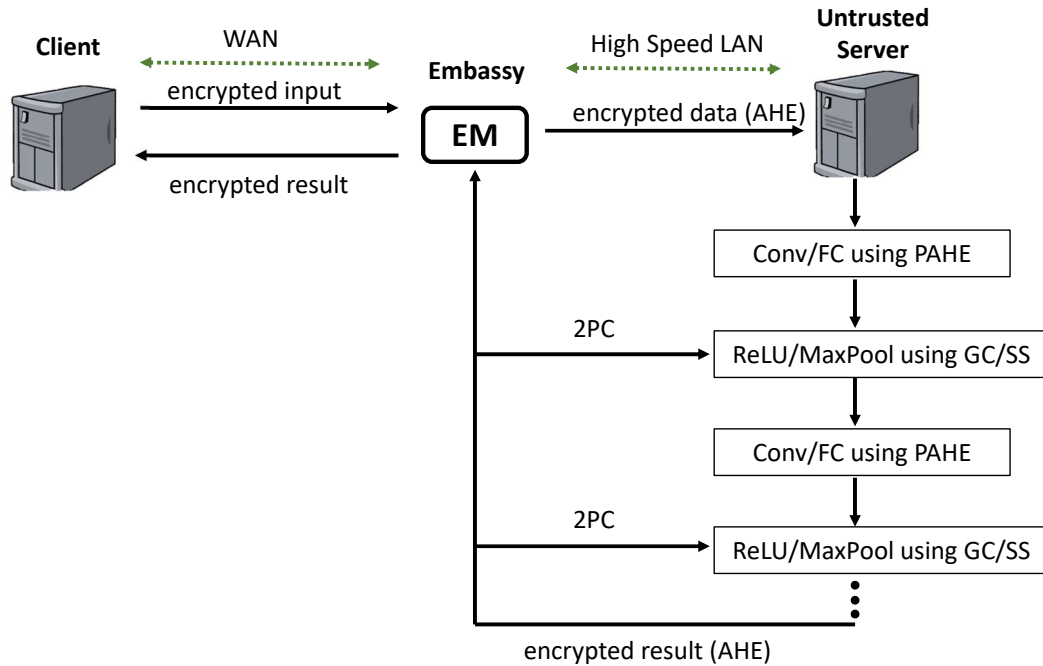 Client
WAN
encrypted input
encrypted result
Embassy
EM
High Speed LAN
encrypted data (AHE)
Untrusted
Server
Conv/FC using PAHE
2PC
ReLU/MaxPool using GC/SS
Conv/FC using PAHE
2PC
ReLU/MaxPool using GC/SS
encrypted result (AHE)